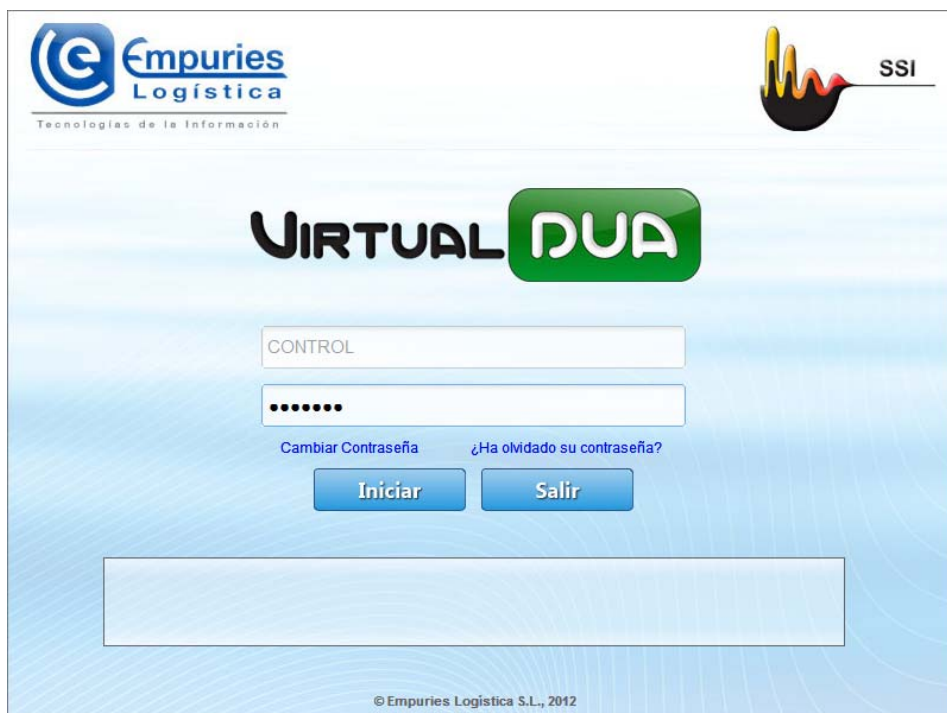 Empuries
Logística
Tecnologías de la Información
SSI
VIRTUAL DUA
CONTROL
•••••••
Cambiar Contraseña ¿Ha olvidado su contraseña?
Iniciar Salir
© Empuries Logística S.L., 2012